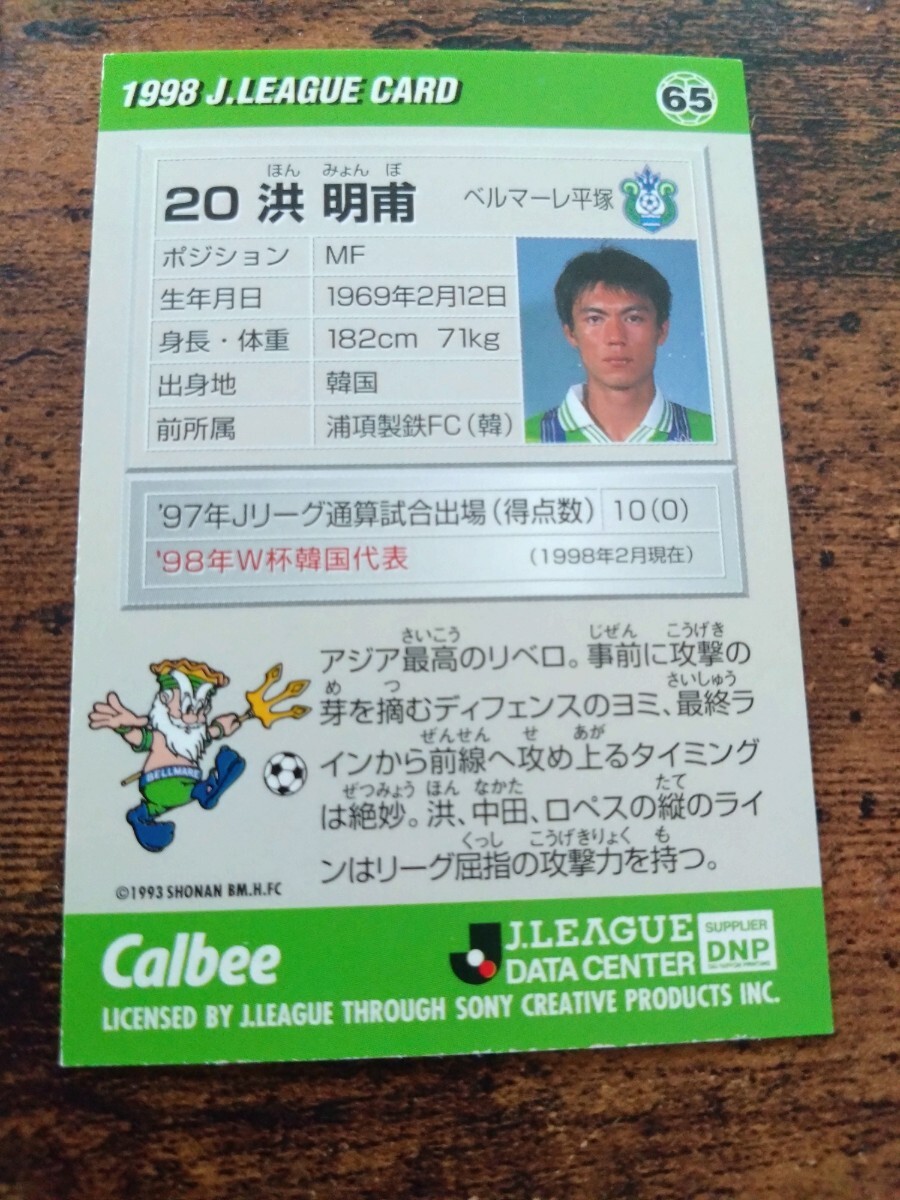 1998 J.LEAGUE CARD 65
ほん みょん ぼ
20 洪 明甫 ベルマーレ平塚
ポジション MF
生年月日 1969年2月12日
身長・体重 182cm 71kg
出身地 韓国
前所属 浦項製鉄FC(韓)
'97年Jリーグ通算試合出場(得点数) 10(0)
'98年W杯韓国代表 (1998年2月現在)
さいこう じぜん こうげき
アジア最高のリベロ。事前に攻撃の
め つ さいしゅう
芽を摘むディフェンスのヨミ、最終ラ
ぜんせん せ あが
インから前線へ攻め上るタイミング
ぜつみょう ほん なかた たて
は絶妙。洪、中田、ロペスの縦のライ
くっし こうげきりょく も
ンはリーグ屈指の攻撃力を持つ。
BELLMARE
©1993 SHONAN BM.H.FC
Calbee
J.LEAGUE
DATA CENTER
SUPPLIER
DNP
LICENSED BY J.LEAGUE THROUGH SONY CREATIVE PRODUCTS INC.